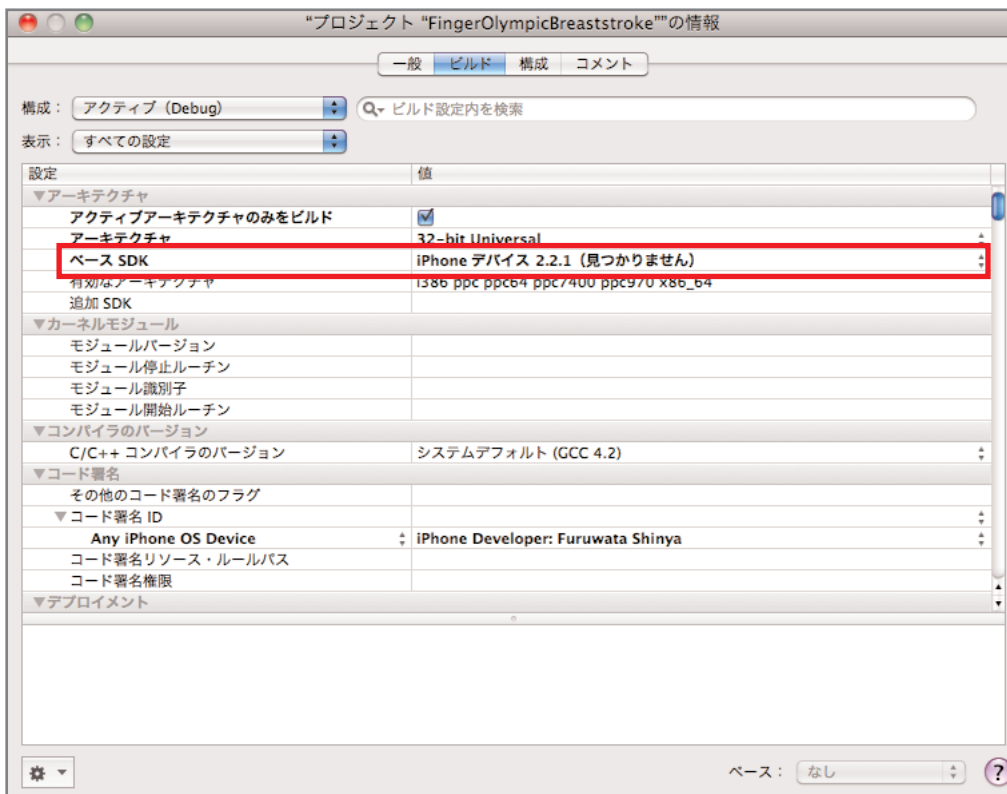 “プロジェクト “FingerOlympicBreaststroke””の情報
一般 ビルド 構成 コメント
構成： アクティブ（Debug） Q ビルド設定内を検索
表示： すべての設定
設定 値
▼アーキテクチャ
アクティブアーキテクチャのみをビルド
アーキテクチャ 32-bit Universal
ベース SDK iPhone デバイス 2.2.1（見つかりません）
有効なアーキテクチャ i386 ppc ppc64 ppc7400 ppc970 x86_64
追加 SDK
▼カーネルモジュール
モジュールバージョン
モジュール停止ルーチン
モジュール識別子
モジュール開始ルーチン
▼コンパイラのバージョン
C/C++ コンパイラのバージョン システムデフォルト (GCC 4.2)
▼コード署名
その他のコード署名のフラグ
▼コード署名 ID
Any iPhone OS Device iPhone Developer: Furuwata Shinya
コード署名リソース・ルールパス
コード署名権限
▼デプロイメント
ベース： なし ?